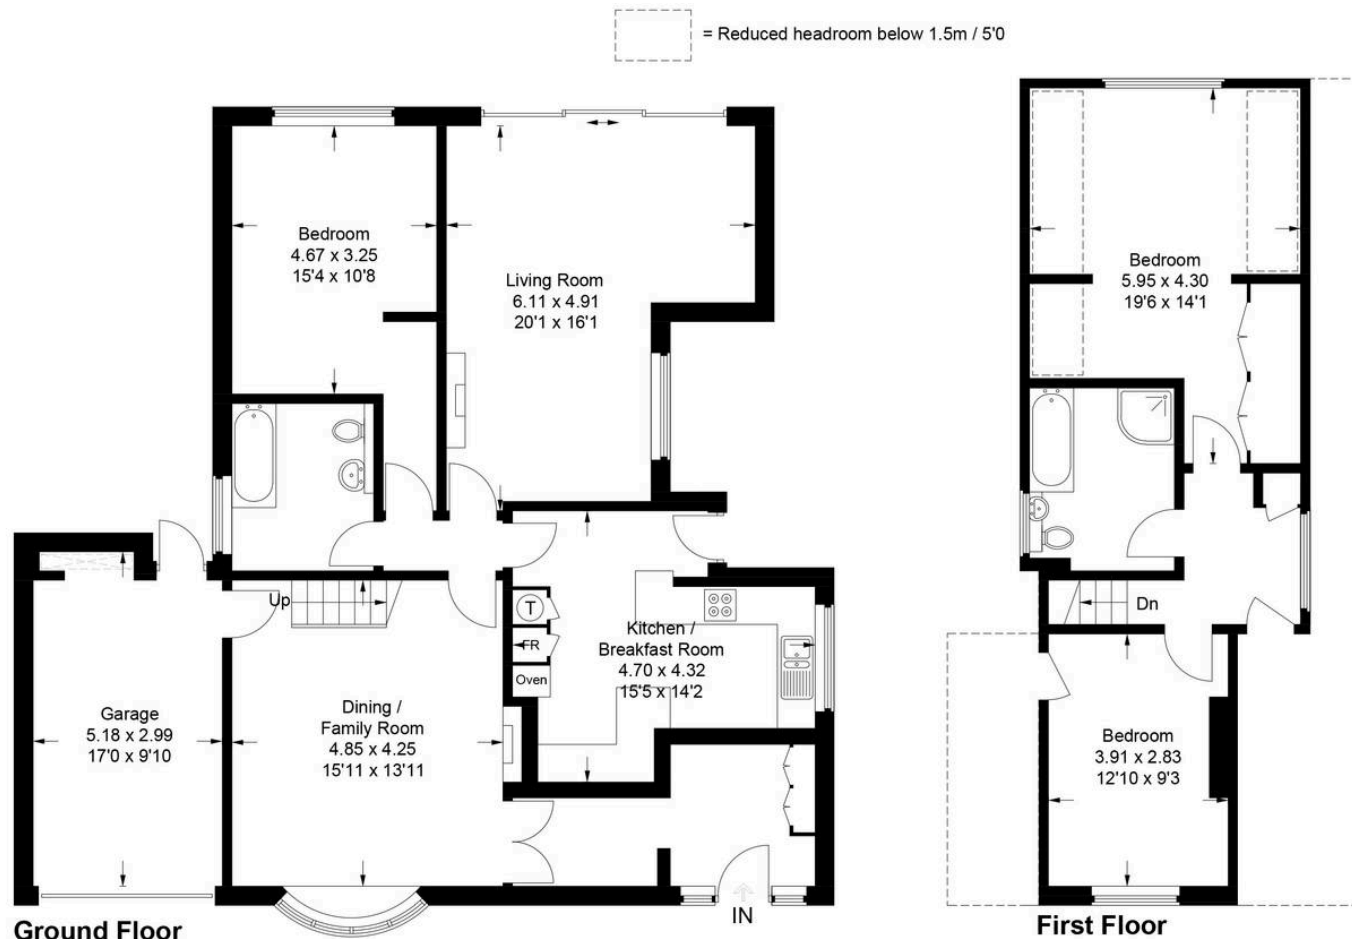 = Reduced headroom below 1.5m / 5'0
Bedroom
4.67 x 3.25
15'4 x 10'8
Living Room
6.11 x 4.91
20'1 x 16'1
Up
T
FR
Oven
Kitchen /
Breakfast Room
4.70 x 4.32
15'5 x 14'2
Garage
5.18 x 2.99
17'0 x 9'10
Dining /
Family Room
4.85 x 4.25
15'11 x 13'11
IN
Ground Floor
Bedroom
5.95 x 4.30
19'6 x 14'1
Dn
Bedroom
3.91 x 2.83
12'10 x 9'3
First Floor